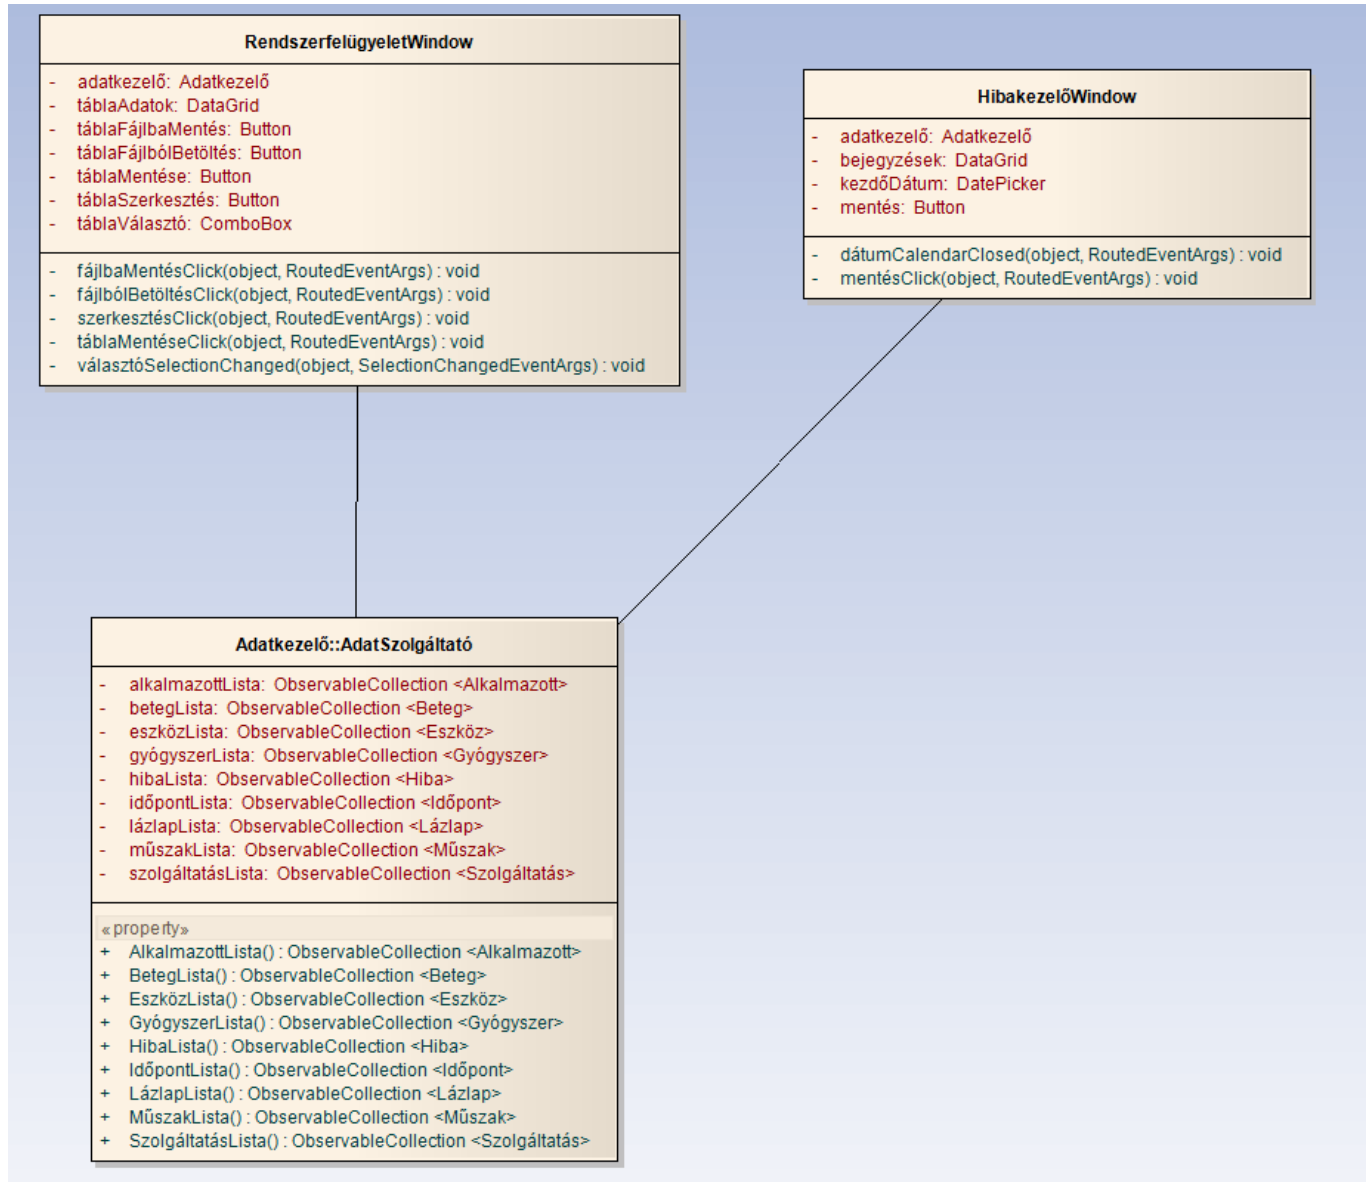 RendszerfelügyeletWindow
- adatkezelő: Adatkezelő
- táblaAdatok: DataGrid
- táblaFájlbaMentés: Button
- táblaFájlbólBetöltés: Button
- táblaMentése: Button
- táblaSzerkesztés: Button
- táblaVálasztó: ComboBox
- fájlbaMentésClick(object, RoutedEventArgs) : void
- fájlbólBetöltésClick(object, RoutedEventArgs) : void
- szerkesztésClick(object, RoutedEventArgs) : void
- táblaMentéseClick(object, RoutedEventArgs) : void
- választóSelectionChanged(object, SelectionChangedEventArgs) : void
HibakezelőWindow
- adatkezelő: Adatkezelő
- bejegyzések: DataGrid
- kezdőDátum: DatePicker
- mentés: Button
- dátumCalendarClosed(object, RoutedEventArgs) : void
- mentésClick(object, RoutedEventArgs) : void
Adatkezelő::AdatSzolgáltató
- alkalmazottLista: ObservableCollection <Alkalmazott>
- betegLista: ObservableCollection <Beteg>
- eszközLista: ObservableCollection <Eszköz>
- gyógyszerLista: ObservableCollection <Gyógyszer>
- hibaLista: ObservableCollection <Hiba>
- időpontLista: ObservableCollection <Időpont>
- lázlapLista: ObservableCollection <Lázlap>
- műszakLista: ObservableCollection <Műszak>
- szolgáltatásLista: ObservableCollection <Szolgáltatás>
«property»
+ AlkalmazottLista() : ObservableCollection <Alkalmazott>
+ BetegLista() : ObservableCollection <Beteg>
+ EszközLista() : ObservableCollection <Eszköz>
+ GyógyszerLista() : ObservableCollection <Gyógyszer>
+ HibaLista() : ObservableCollection <Hiba>
+ IdőpontLista() : ObservableCollection <Időpont>
+ LázlapLista() : ObservableCollection <Lázlap>
+ MűszakLista() : ObservableCollection <Műszak>
+ SzolgáltatásLista() : ObservableCollection <Szolgáltatás>